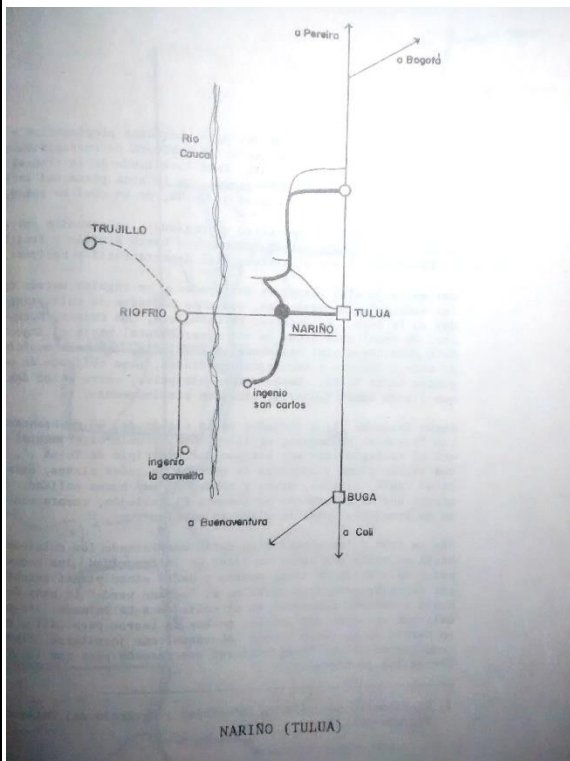 a Pereira
a Bogotá
Rio
Cauca
TRUJILLO
RIOFRIO
TULUA
NARIÑO
ingenio
san carlos
ingenio
la carmelita
BUGA
a Buenaventura
a Cali
NARIÑO (TULUA)